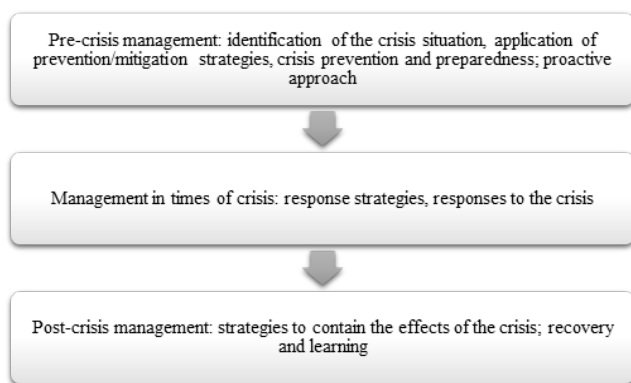 Pre-crisis management: identification of the crisis situation, application of
prevention/mitigation strategies, crisis prevention and preparedness; proactive
approach
Management in times of crisis: response strategies, responses to the crisis
Post-crisis management: strategies to contain the effects of the crisis; recovery
and learning